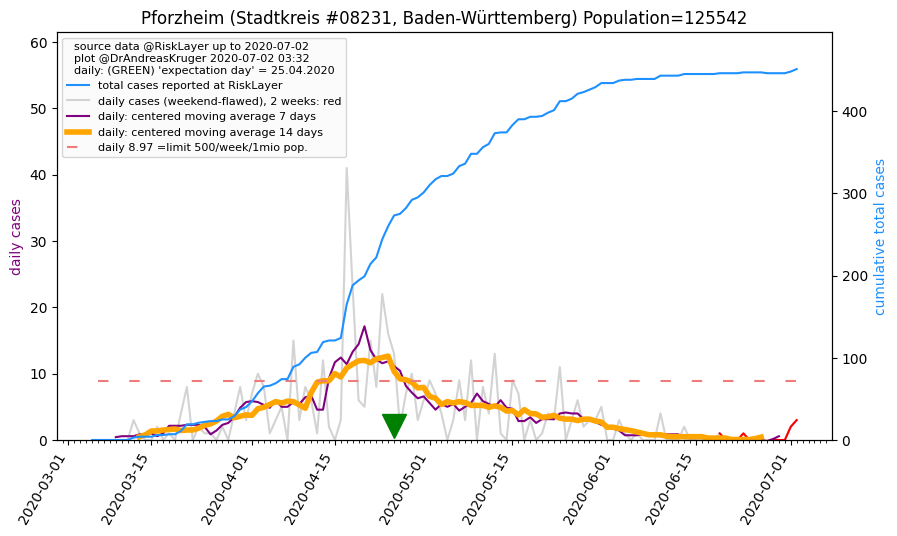 Pforzheim (Stadtkreis #08231, Baden-Württemberg) Population=125542
source data @RiskLayer up to 2020-07-02
plot @DrAndreasKruger 2020-07-02 03:32
daily: (GREEN) 'expectation day' = 25.04.2020
total cases reported at RiskLayer
daily cases (weekend-flawed), 2 weeks: red
daily: centered moving average 7 days
daily: centered moving average 14 days
daily 8.97 =limit 500/week/1mio pop.
daily cases
60
50
40
30
20
10
0
cumulative total cases
400
300
200
100
0
2020-03-01
2020-03-15
2020-04-01
2020-04-15
2020-05-01
2020-05-15
2020-06-01
2020-06-15
2020-07-01